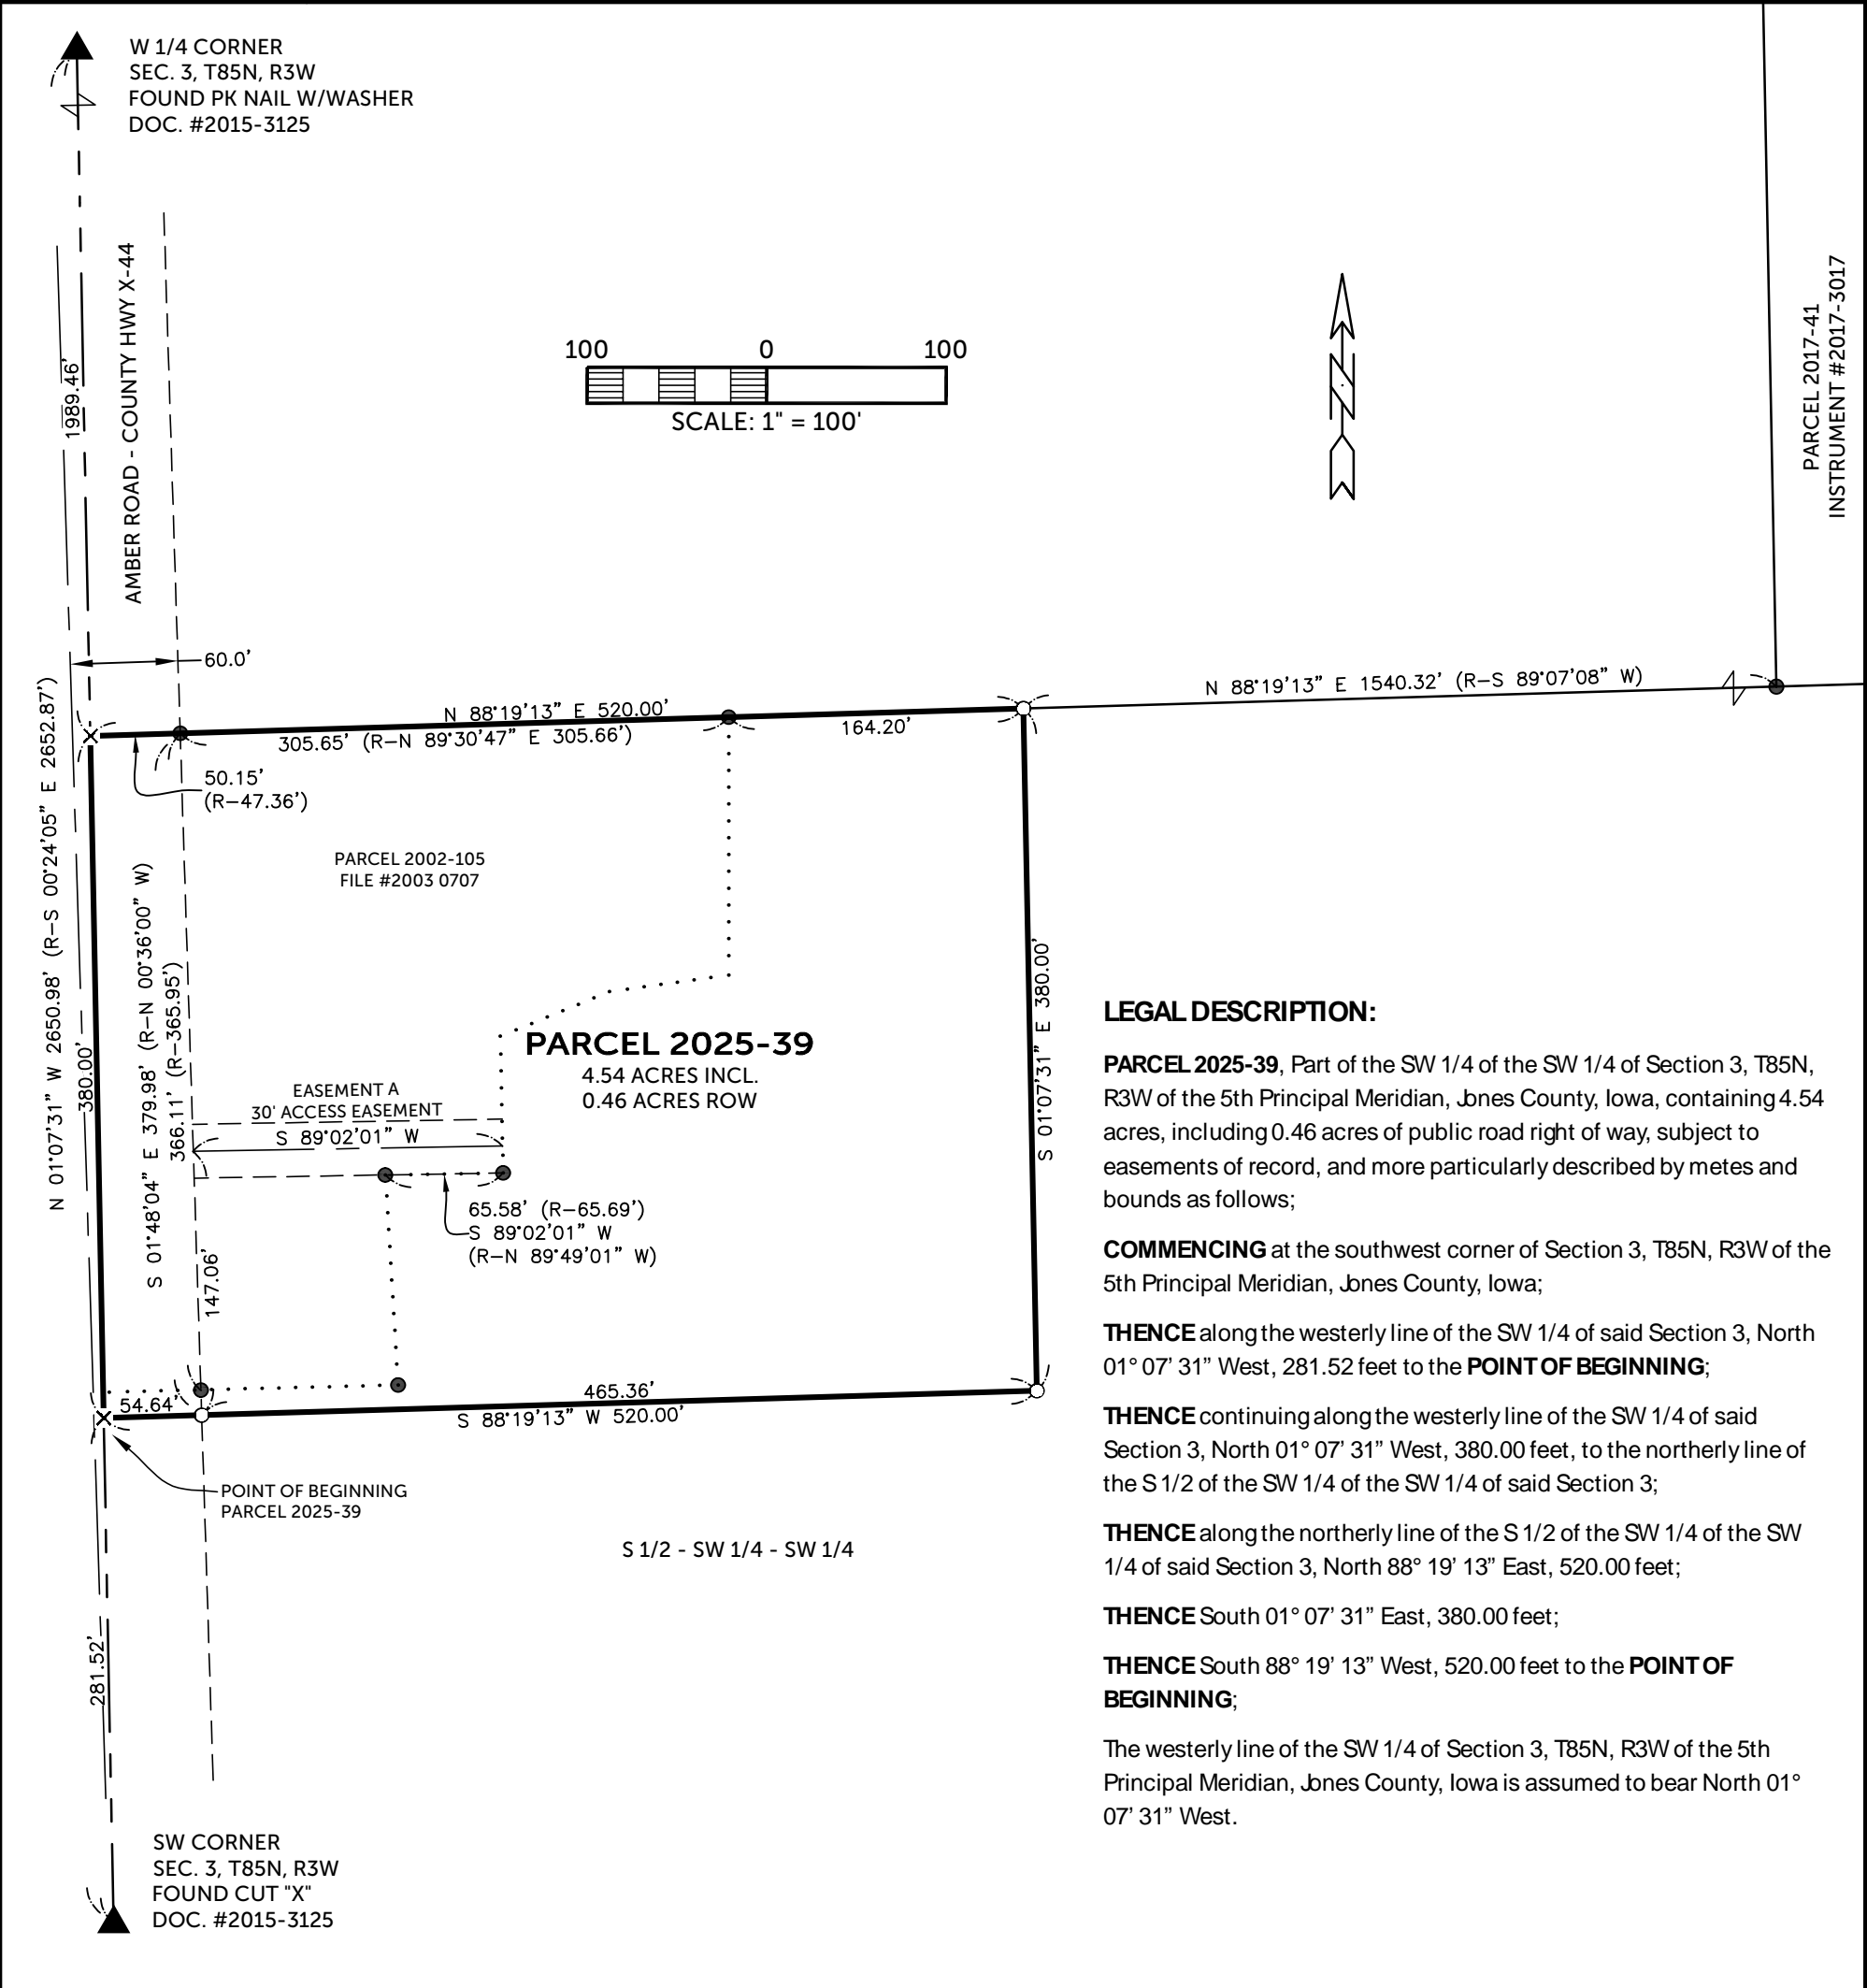 W 1/4 CORNER
SEC. 3, T85N, R3W
FOUND PK NAIL W/WASHER
DOC. #2015-3125
1989.46'
AMBER ROAD - COUNTY HWY X-44
100 0 100
SCALE: 1" = 100'
N
PARCEL 2017-41
INSTRUMENT #2017-3017
60.0'
N 88°19'13" E 520.00'
305.65' (R-N 89°30'47" E 305.66')
164.20'
N 88°19'13" E 1540.32' (R-S 89°07'08" W)
50.15'
(R-47.36')
PARCEL 2002-105
FILE #2003 0707
N 01°07'31" W 2650.98' (R-S 00°24'05" E 2652.87')
380.00'
S 01°48'04" E 379.98' (R-N 00°36'00" W)
366.11' (R-365.95')
S 01°07'31" E 380.00'
PARCEL 2025-39
4.54 ACRES INCL.
0.46 ACRES ROW
EASEMENT A
30' ACCESS EASEMENT
S 89°02'01" W
65.58' (R-65.69')
S 89°02'01" W
(R-N 89°49'01" W)
147.06'
54.64'
465.36'
S 88°19'13" W 520.00'
POINT OF BEGINNING
PARCEL 2025-39
S 1/2 - SW 1/4 - SW 1/4
281.52'
SW CORNER
SEC. 3, T85N, R3W
FOUND CUT "X"
DOC. #2015-3125
LEGAL DESCRIPTION:
PARCEL 2025-39, Part of the SW 1/4 of the SW 1/4 of Section 3, T85N,
R3W of the 5th Principal Meridian, Jones County, Iowa, containing 4.54
acres, including 0.46 acres of public road right of way, subject to
easements of record, and more particularly described by metes and
bounds as follows;
COMMENCING at the southwest corner of Section 3, T85N, R3W of the
5th Principal Meridian, Jones County, Iowa;
THENCE along the westerly line of the SW 1/4 of said Section 3, North
01° 07' 31" West, 281.52 feet to the POINT OF BEGINNING;
THENCE continuing along the westerly line of the SW 1/4 of said
Section 3, North 01° 07' 31" West, 380.00 feet, to the northerly line of
the S 1/2 of the SW 1/4 of the SW 1/4 of said Section 3;
THENCE along the northerly line of the S 1/2 of the SW 1/4 of the SW
1/4 of said Section 3, North 88° 19' 13" East, 520.00 feet;
THENCE South 01° 07' 31" East, 380.00 feet;
THENCE South 88° 19' 13" West, 520.00 feet to the POINT OF
BEGINNING;
The westerly line of the SW 1/4 of Section 3, T85N, R3W of the 5th
Principal Meridian, Jones County, Iowa is assumed to bear North 01°
07' 31" West.